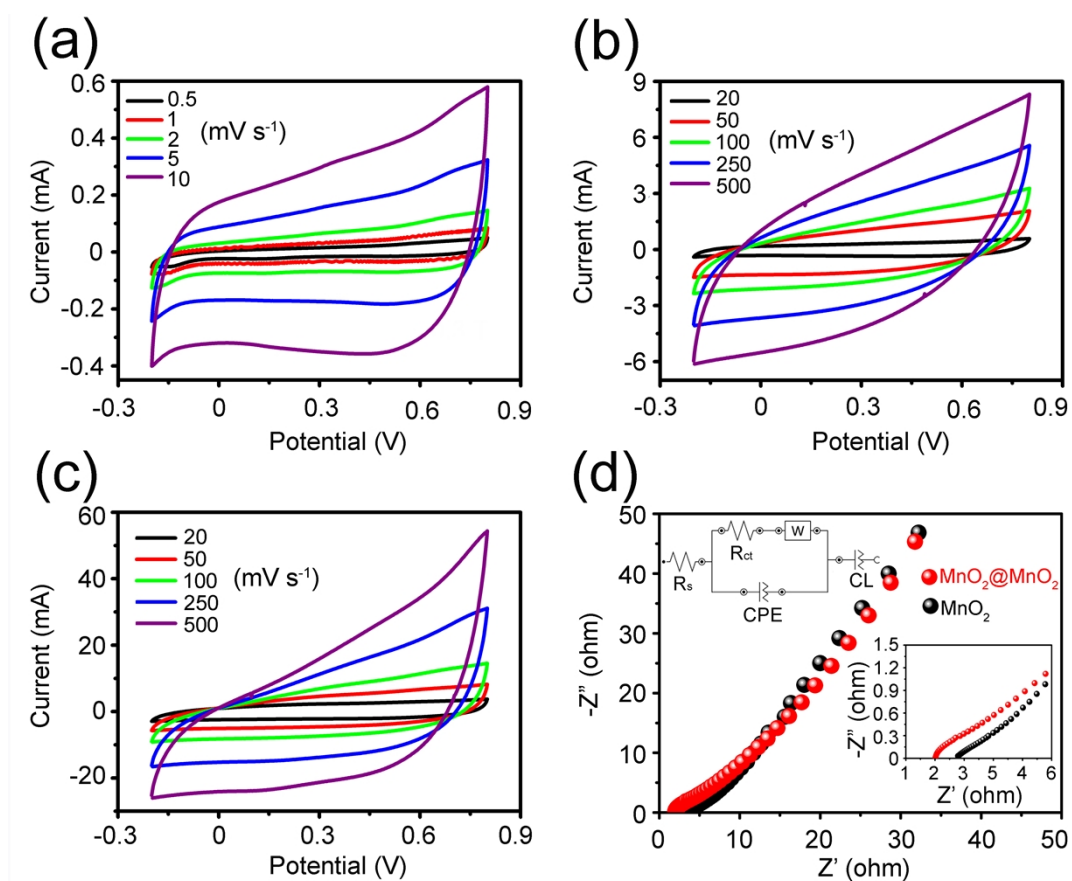 (a)
0.6
0.4
0.2
0
-0.2
-0.4
Current (mA)
0.5
1
2
5
10
(mV s⁻¹)
-0.3
0
0.3
0.6
0.9
Potential (V)
(b)
9
6
3
0
-3
-6
Current (mA)
20
50
100
250
500
(mV s⁻¹)
-0.3
0
0.3
0.6
0.9
Potential (V)
(c)
60
40
20
0
-20
Current (mA)
20
50
100
250
500
(mV s⁻¹)
-0.3
0
0.3
0.6
0.9
Potential (V)
(d)
50
40
30
20
10
0
-Z'' (ohm)
Rs
Rct
W
CPE
CL
MnO₂@MnO₂
MnO₂
1.5
1.2
0.9
0.6
0.3
0
-Z'' (ohm)
1
2
3
5
4
6
Z' (ohm)
0
10
20
30
40
50
Z' (ohm)